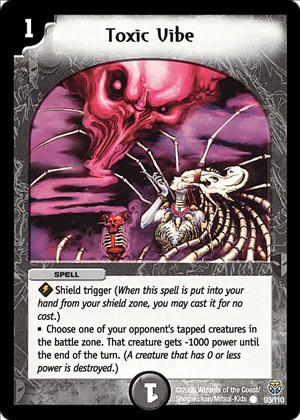 1
Toxic Vibe
SPELL
Shield trigger (When this spell is put into your
hand from your shield zone, you may cast it for no
cost.)
▪ Choose one of your opponent's tapped creatures in
the battle zone. That creature gets -1000 power until
the end of the turn. (A creature that has 0 or less
power is destroyed.)
1
©2005 Wizards of the Coast/
Shogakukan/Mitsui-Kids
93/110